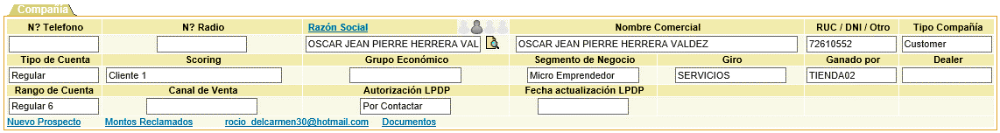 Compañía
N? Telefono N? Radio Razón Social Nombre Comercial RUC / DNI / Otro Tipo Compañía
OSCAR JEAN PIERRE HERRERA VAL OSCAR JEAN PIERRE HERRERA VALDEZ 72610552 Customer
Tipo de Cuenta Scoring Grupo Económico Segmento de Negocio Giro Ganado por Dealer
Regular Cliente 1 Micro Emprendedor SERVICIOS TIENDA02
Rango de Cuenta Canal de Venta Autorización LPDP Fecha actualización LPDP
Regular 6 Por Contactar
Nuevo Prospecto Montos Reclamados rocio_delcarmen30@hotmail.com Documentos